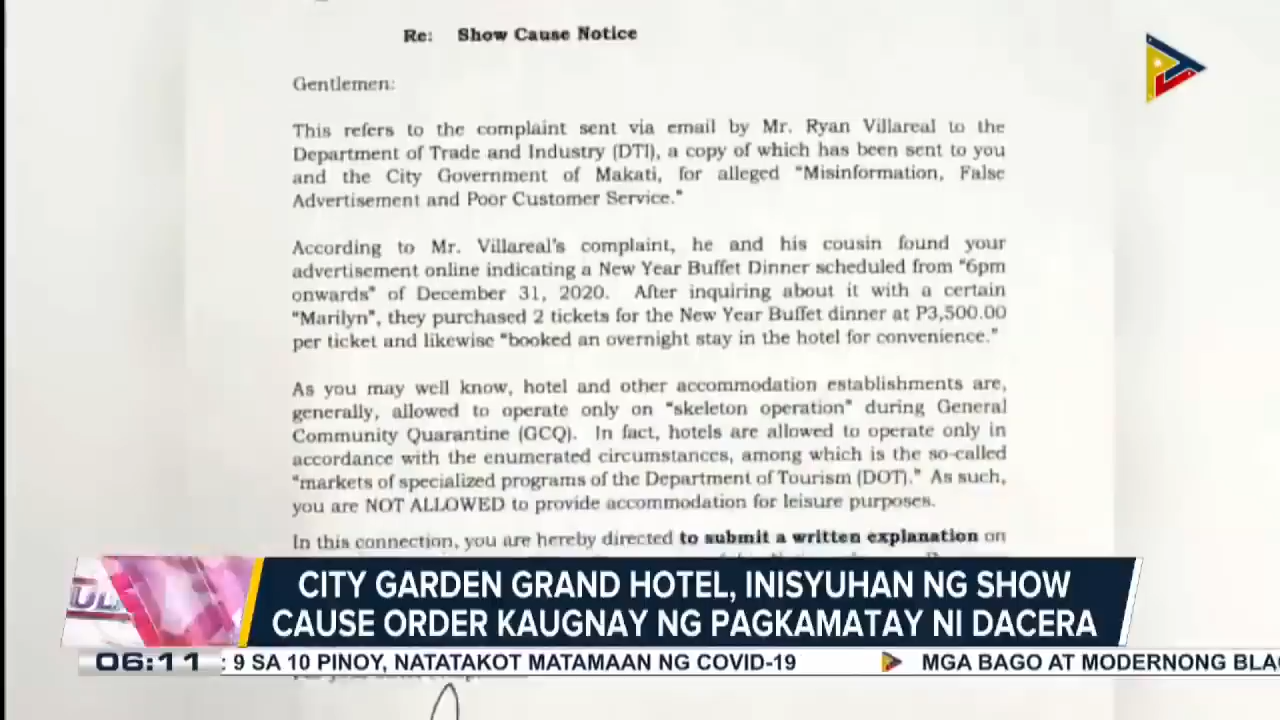 Re: Show Cause Notice
Gentlemen:
This refers to the complaint sent via email by Mr. Ryan Villareal to the
Department of Trade and Industry (DTI), a copy of which has been sent to you
and the City Government of Makati, for alleged "Misinformation, False
Advertisement and Poor Customer Service."
According to Mr. Villareal's complaint, he and his cousin found your
advertisement online indicating a New Year Buffet Dinner scheduled from "6pm
onwards" of December 31, 2020. After inquiring about it with a certain
"Marilyn", they purchased 2 tickets for the New Year Buffet dinner at P3,500.00
per ticket and likewise "booked an overnight stay in the hotel for convenience."
As you may well know, hotel and other accommodation establishments are,
generally, allowed to operate only on "skeleton operation" during General
Community Quarantine (GCQ). In fact, hotels are allowed to operate only in
accordance with the enumerated circumstances, among which is the so-called
"markets of specialized programs of the Department of Tourism (DOT)." As such,
you are NOT ALLOWED to provide accommodation for leisure purposes.
In this connection, you are hereby directed to submit a written explanation on
CITY GARDEN GRAND HOTEL, INISYUHAN NG SHOW
CAUSE ORDER KAUGNAY NG PAGKAMATAY NI DACERA
06:11 : 9 SA 10 PINOY, NATATAKOT MATAMAAN NG COVID-19 MGA BAGO AT MODERNONG BLA